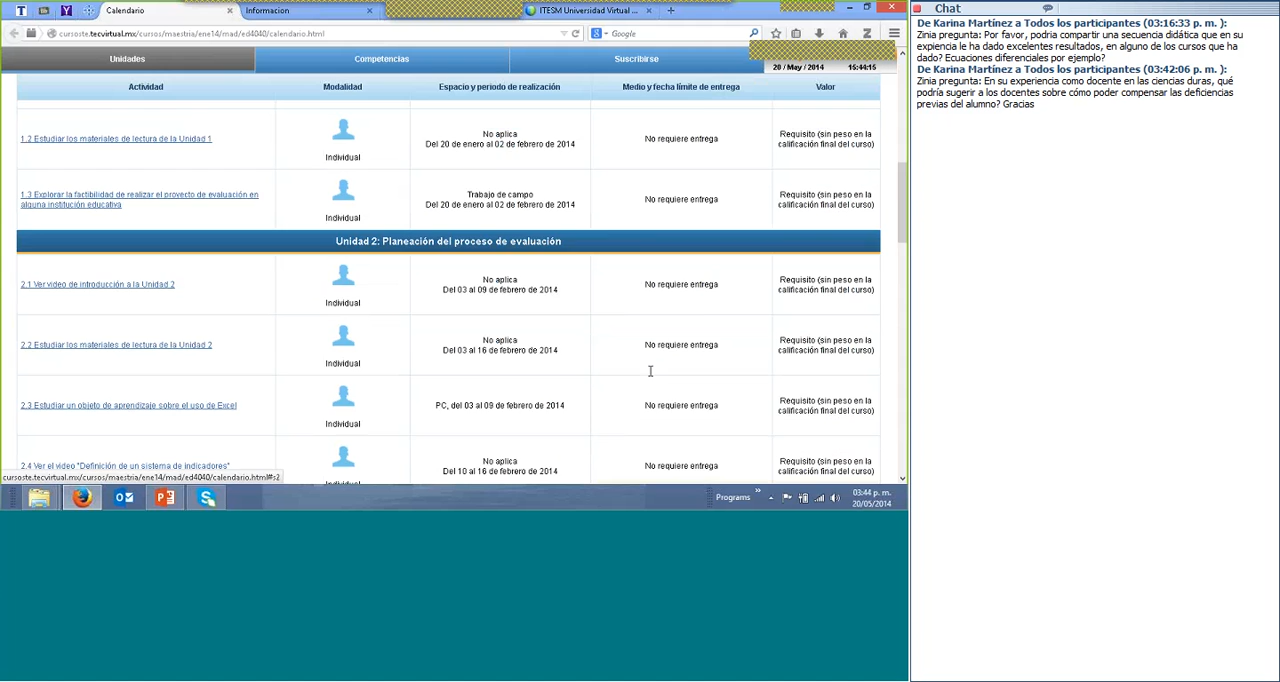 Calendario
Informacion
ITESM Universidad Virtual ...
cursoste.tecvirtual.mx/cursos/maestria/ene14/mad/ed4040/calendario.html
Google
Unidades
Competencias
Suscribirse
20 / May / 2014 15:44:15
Actividad
Modalidad
Espacio y periodo de realización
Medio y fecha límite de entrega
Valor
1.2 Estudiar los materiales de lectura de la Unidad 1
Individual
No aplica
Del 20 de enero al 02 de febrero de 2014
No requiere entrega
Requisito (sin peso en la
calificación final del curso)
1.3 Explorar la factibilidad de realizar el proyecto de evaluación en
alguna institución educativa
Individual
Trabajo de campo
Del 20 de enero al 02 de febrero de 2014
No requiere entrega
Requisito (sin peso en la
calificación final del curso)
Unidad 2: Planeación del proceso de evaluación
2.1 Ver video de introducción a la Unidad 2
Individual
No aplica
Del 03 al 09 de febrero de 2014
No requiere entrega
Requisito (sin peso en la
calificación final del curso)
2.2 Estudiar los materiales de lectura de la Unidad 2
Individual
No aplica
Del 03 al 16 de febrero de 2014
No requiere entrega
Requisito (sin peso en la
calificación final del curso)
2.3 Estudiar un objeto de aprendizaje sobre el uso de Excel
Individual
PC, del 03 al 09 de febrero de 2014
No requiere entrega
Requisito (sin peso en la
calificación final del curso)
2.4 Ver el video "Definición de un sistema de indicadores"
No aplica
Del 10 al 16 de febrero de 2014
No requiere entrega
Requisito (sin peso en la
calificación final del curso)
cursoste.tecvirtual.mx/cursos/maestria/ene14/mad/ed4040/calendario.html#s2
Programs
03:44 p. m.
20/05/2014
Chat
De Karina Martínez a Todos los participantes (03:16:33 p. m. ):
Zinia pregunta: Por favor, podria compartir una secuencia didática que en su
expiencia le ha dado excelentes resultados, en alguno de los cursos que ha
dado? Ecuaciones diferenciales por ejemplo?
De Karina Martínez a Todos los participantes (03:42:06 p. m. ):
Zinia pregunta: En su experiencia como docente en las ciencias duras, qué
podría sugerir a los docentes sobre cómo poder compensar las deficiencias
previas del alumno? Gracias